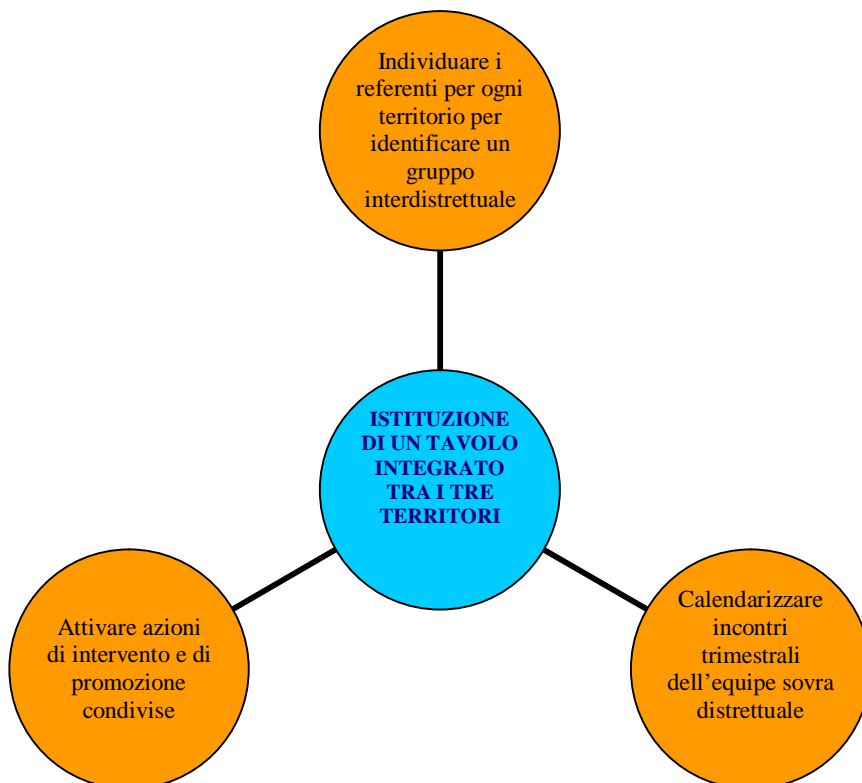 Individuare i
referenti per ogni
territorio per
identificare un
gruppo
interdistrettuale
ISTITUZIONE
DI UN TAVOLO
INTEGRATO
TRA I TRE
TERRITORI
Attivare azioni
di intervento e di
promozione
condivise
Calendarizzare
incontri
trimestrali
dell’equipe sovra
distrettuale